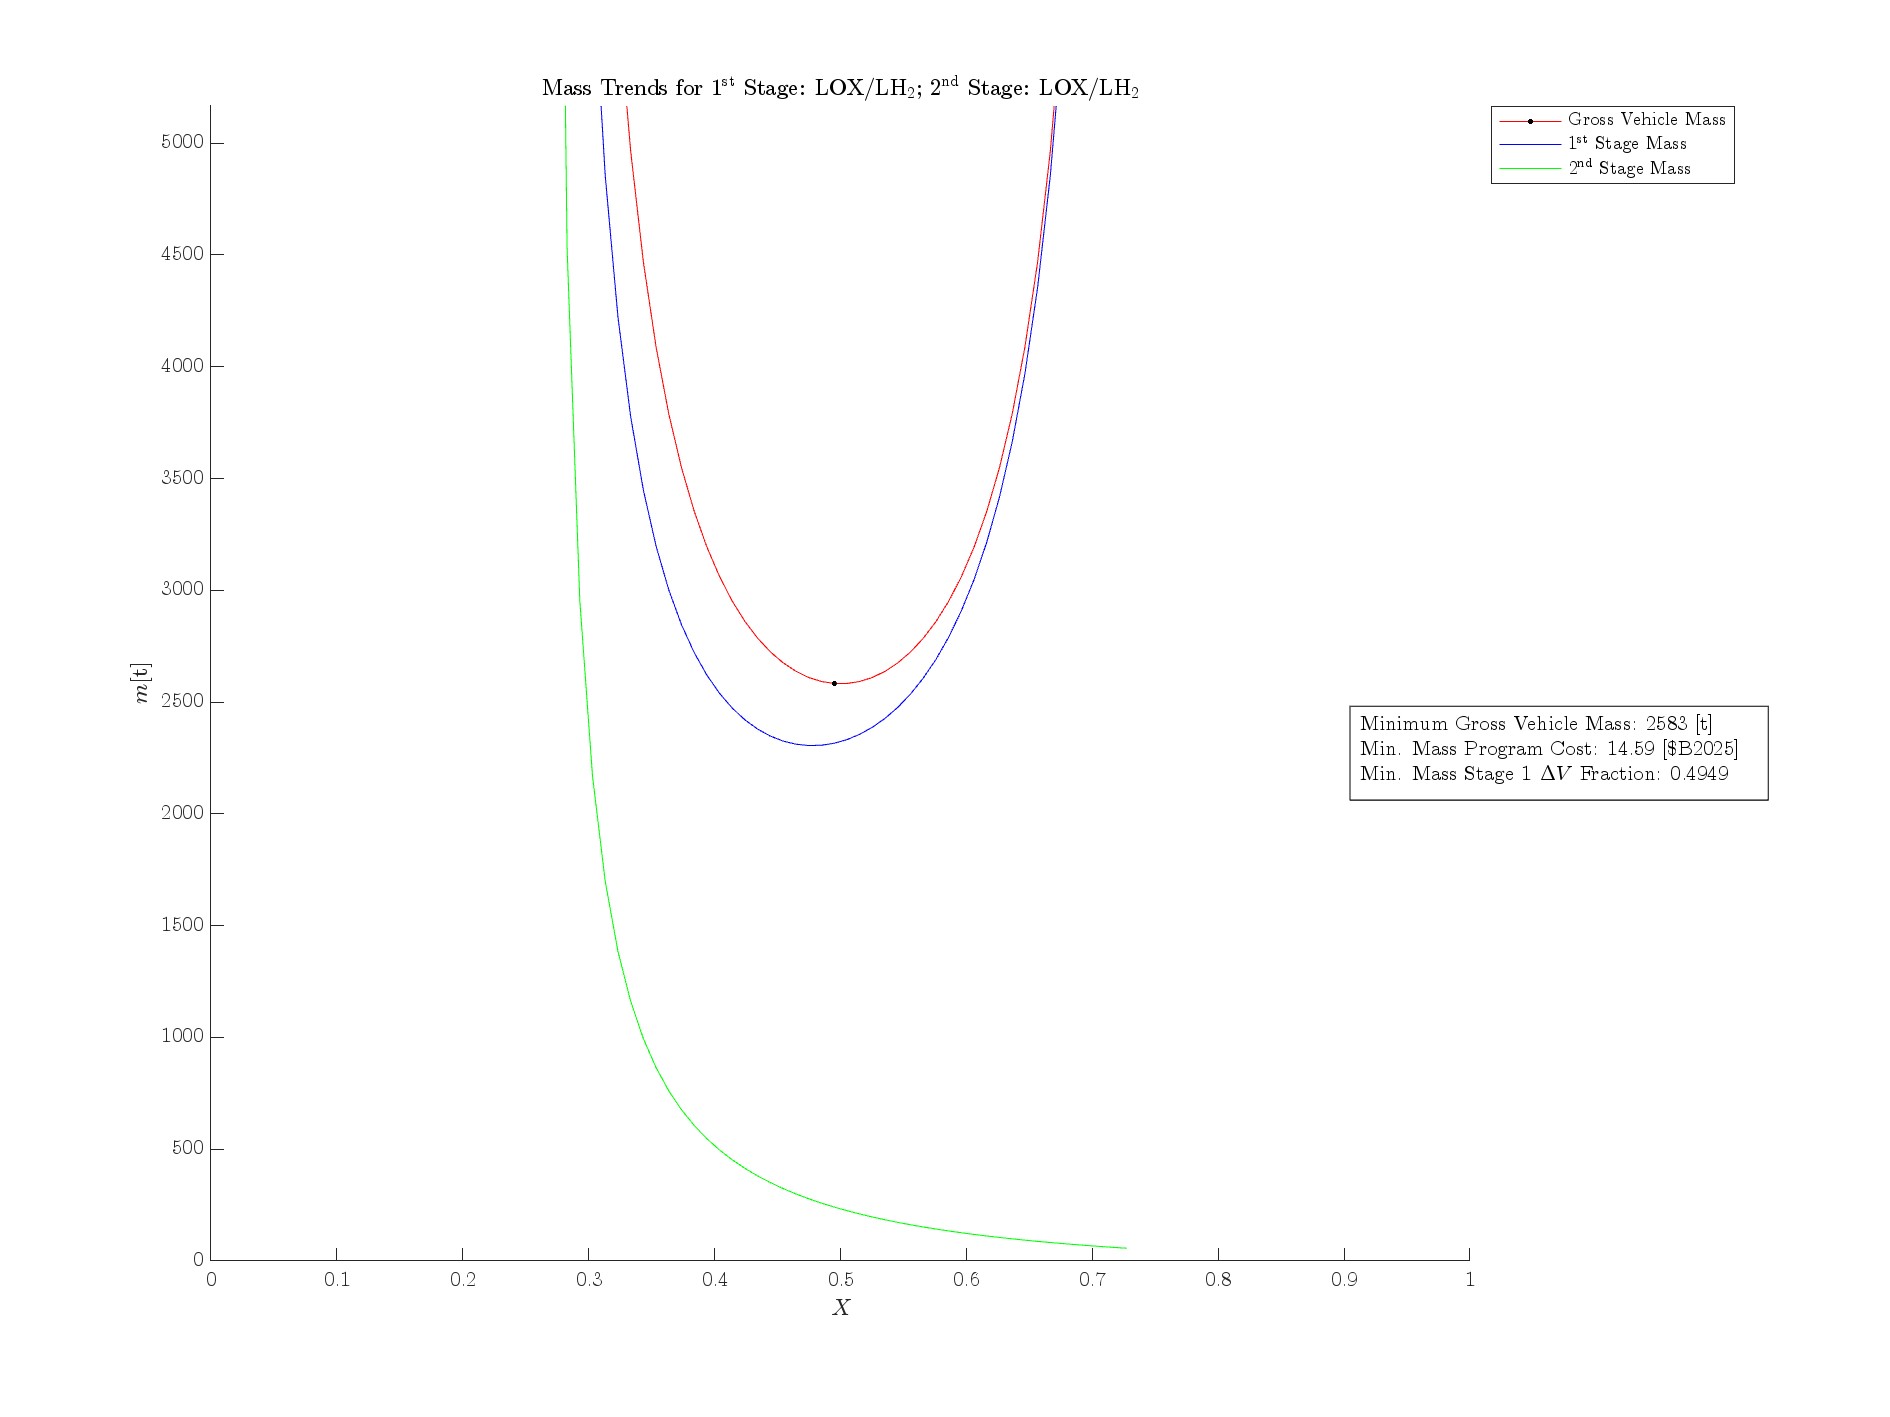 Mass Trends for 1st Stage: LOX/LH2; 2nd Stage: LOX/LH2
Gross Vehicle Mass
1st Stage Mass
2nd Stage Mass
5000
4500
4000
3500
3000
2500
2000
1500
1000
500
0
m[t]
Minimum Gross Vehicle Mass: 2583 [t]
Min. Mass Program Cost: 14.59 [$B2025]
Min. Mass Stage 1 ΔV Fraction: 0.4949
0 0.1 0.2 0.3 0.4 0.5 0.6 0.7 0.8 0.9 1
X